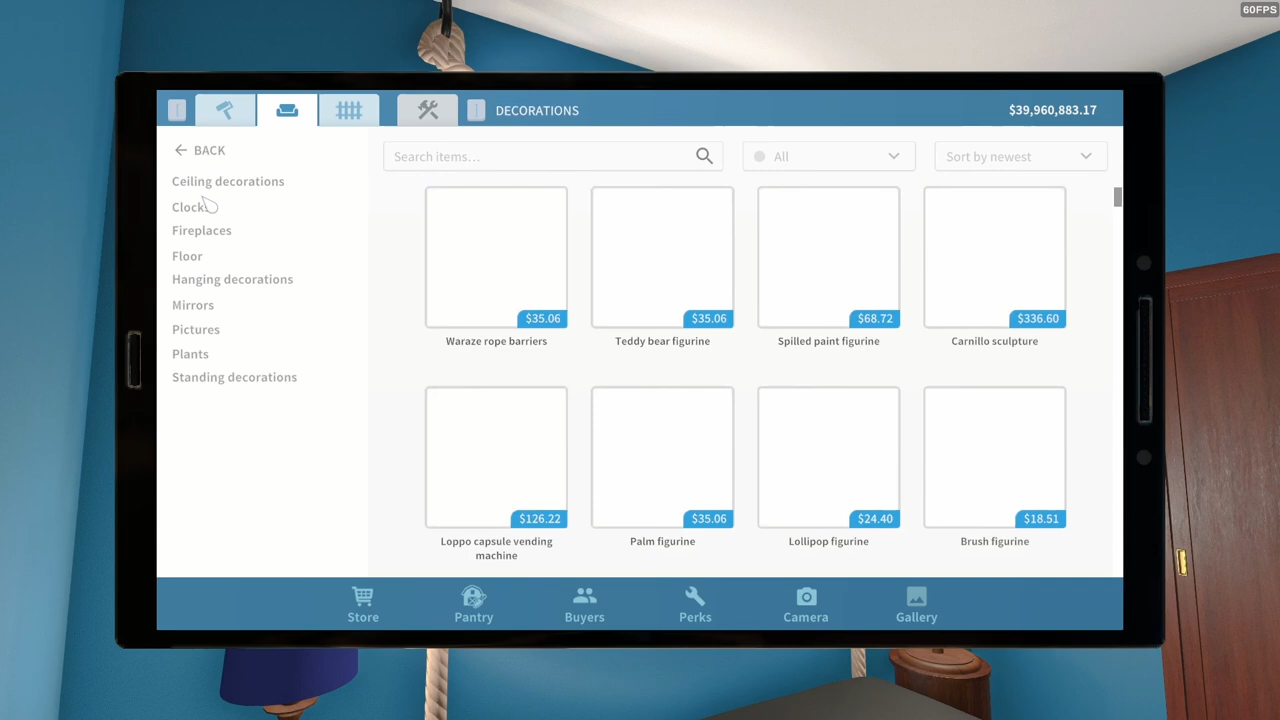 60FPS
DECORATIONS
$39,960,883.17
BACK
Search items...
All
Sort by newest
Ceiling decorations
Clocks
Fireplaces
Floor
Hanging decorations
Mirrors
Pictures
Plants
Standing decorations
$35.06
$35.06
$68.72
$336.60
Waraze rope barriers
Teddy bear figurine
Spilled paint figurine
Carnillo sculpture
$126.22
$35.06
$24.40
$18.51
Loppo capsule vending
machine
Palm figurine
Lollipop figurine
Brush figurine
Store
Pantry
Buyers
Perks
Camera
Gallery